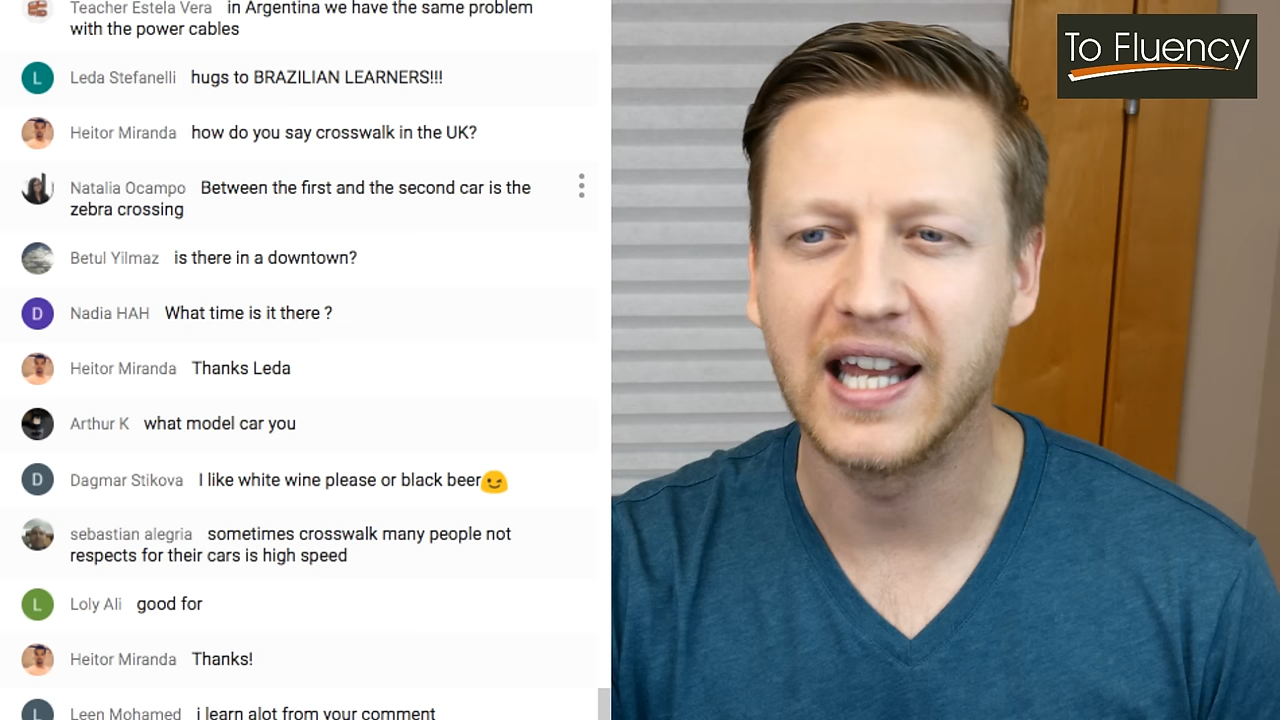 Teacher Estela Vera in Argentina we have the same problem
with the power cables
L Leda Stefanelli hugs to BRAZILIAN LEARNERS!!!
Heitor Miranda how do you say crosswalk in the UK?
Natalia Ocampo Between the first and the second car is the
zebra crossing
Betul Yilmaz is there in a downtown?
D Nadia HAH What time is it there ?
Heitor Miranda Thanks Leda
Arthur K what model car you
D Dagmar Stikova I like white wine please or black beer😉
sebastian alegria sometimes crosswalk many people not
respects for their cars is high speed
L Loly Ali good for
Heitor Miranda Thanks!
L Leen Mohamed i learn alot from your comment
To Fluency